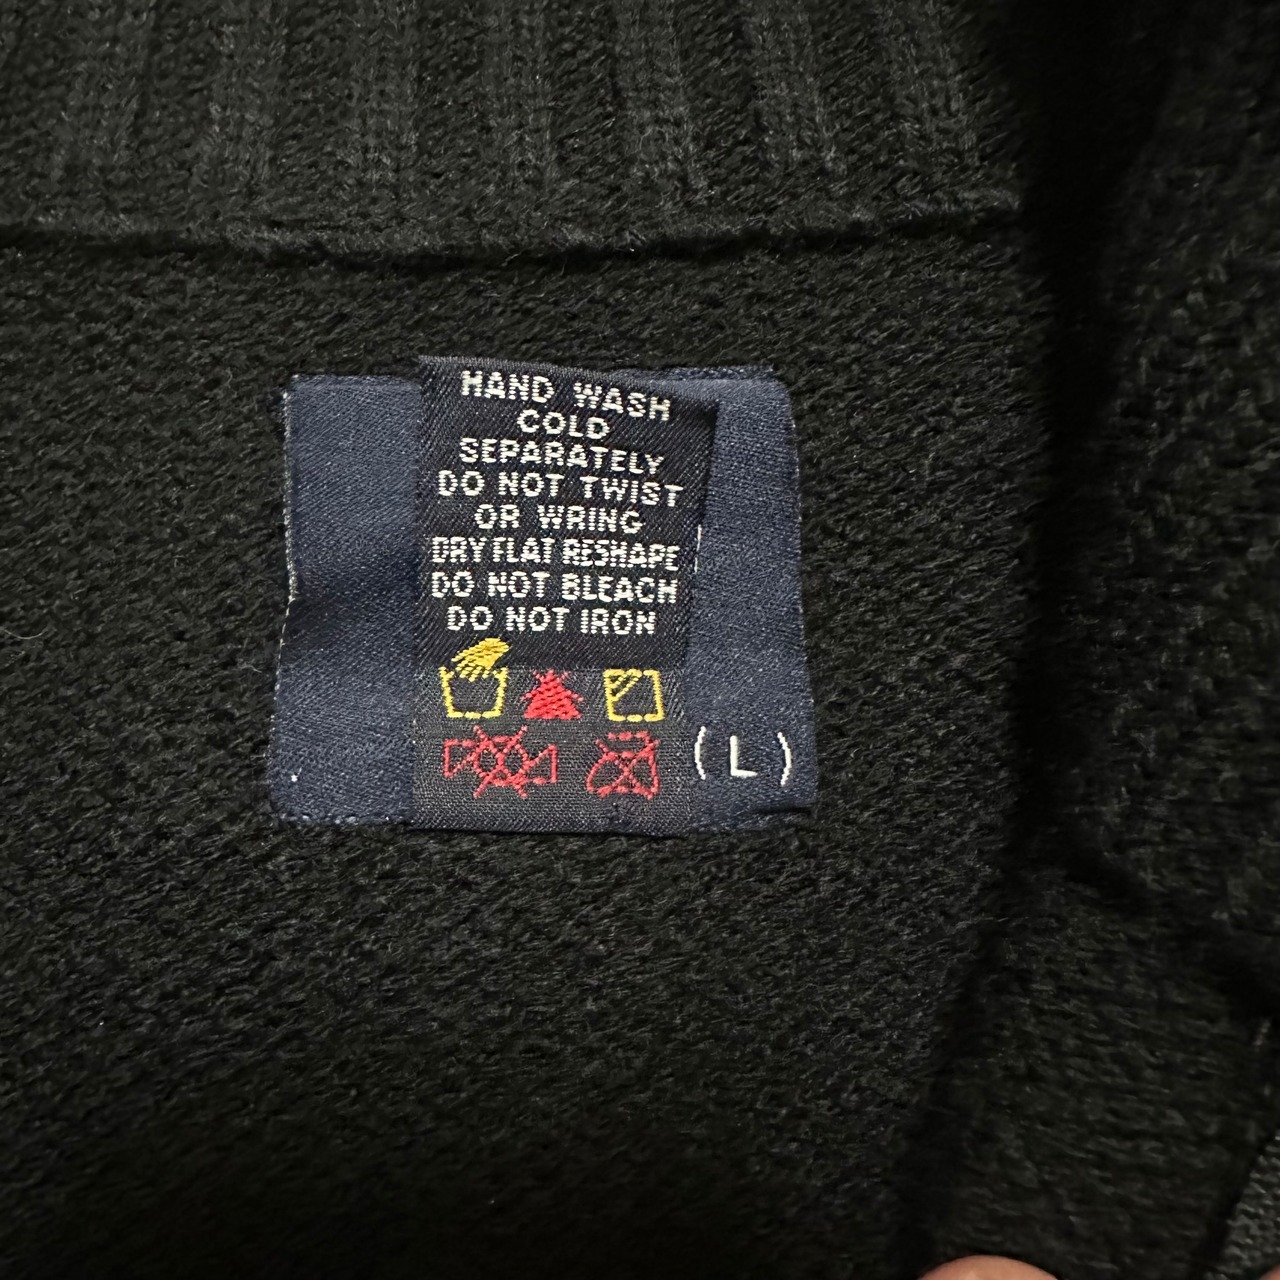 HAND WASH
COLD
SEPARATELY
DO NOT TWIST
OR WRING
DRY FLAT RESHAPE
DO NOT BLEACH
DO NOT IRON
(L)